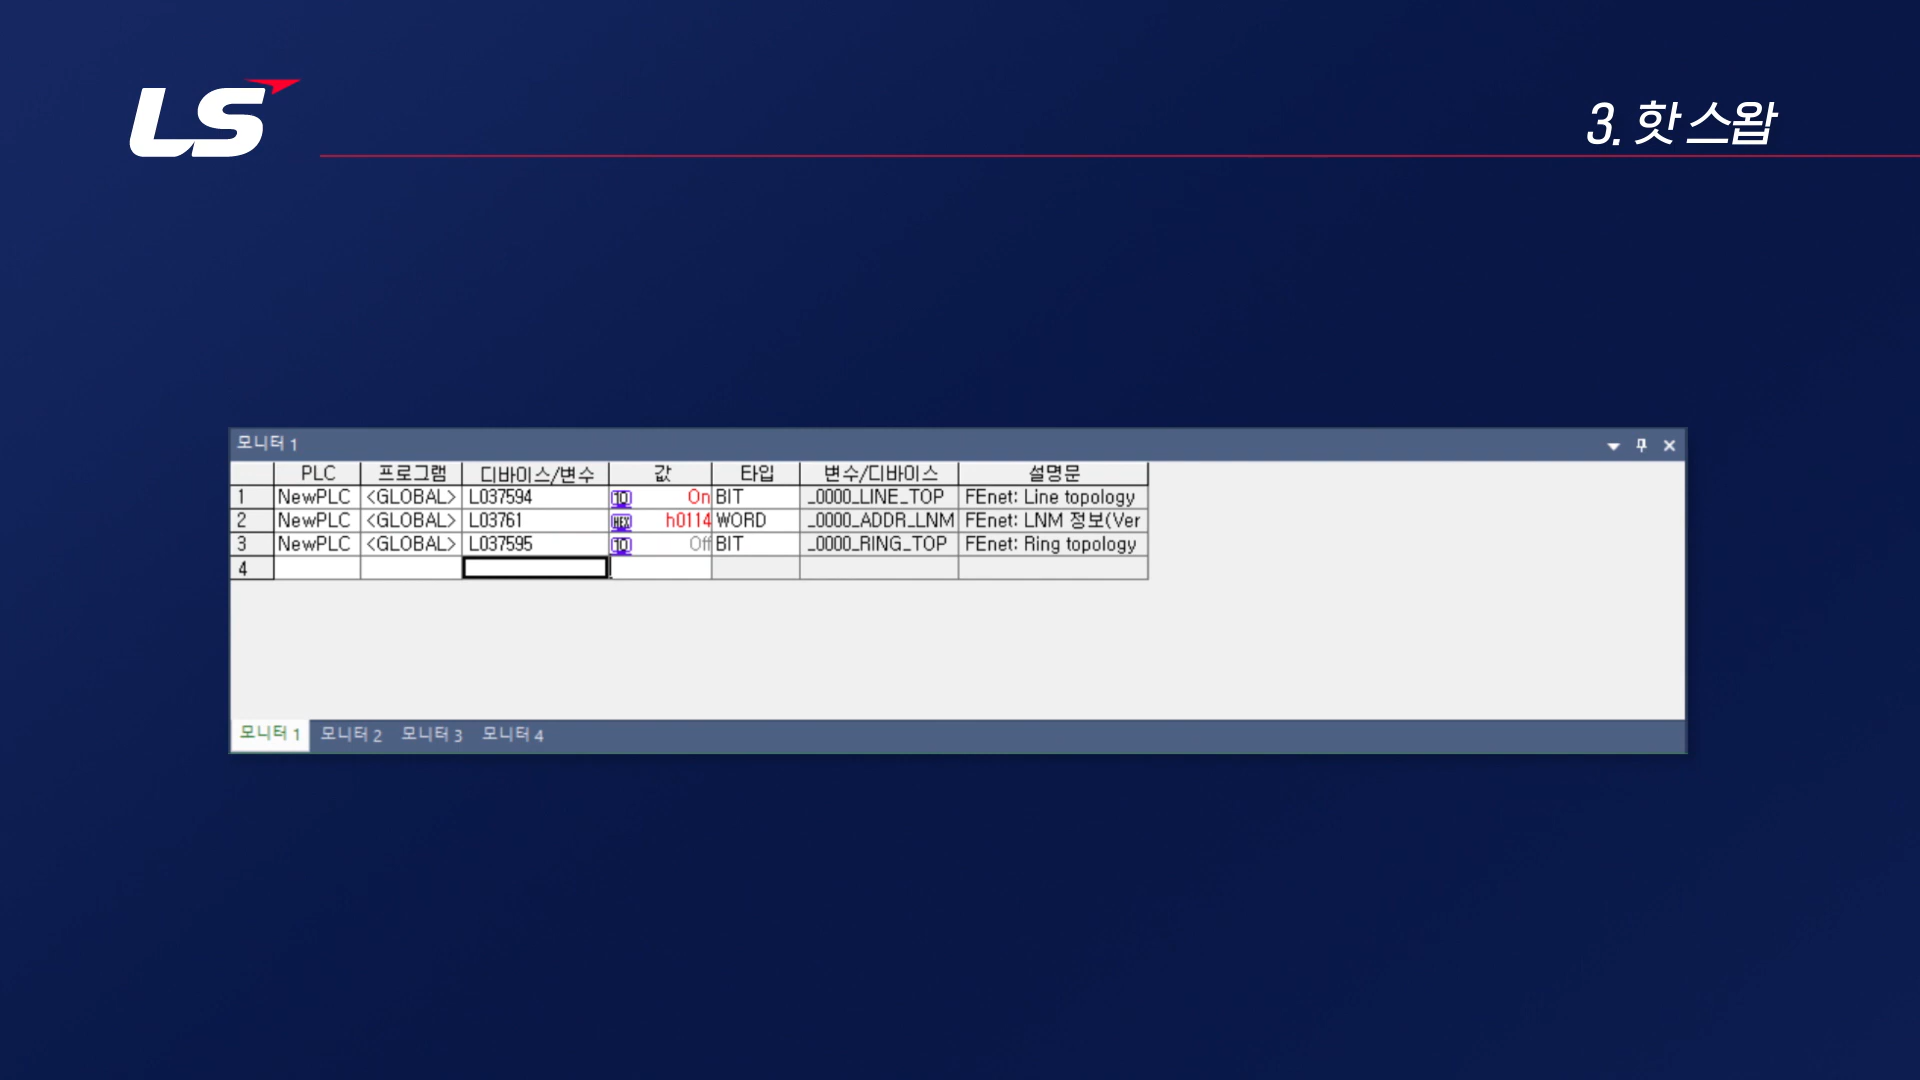 LS
3. 핫 스왑
모니터 1
PLC 프로그램 디바이스/변수 값 타입 변수/디바이스 설명문
1 NewPLC <GLOBAL> L037594 10 On BIT _0000_LINE_TOP FEnet: Line topology
2 NewPLC <GLOBAL> L03761 HEX h0114 WORD _0000_ADDR_LNM FEnet: LNM 정보(Ver
3 NewPLC <GLOBAL> L037595 10 Off BIT _0000_RING_TOP FEnet: Ring topology
4
모니터 1 모니터 2 모니터 3 모니터 4